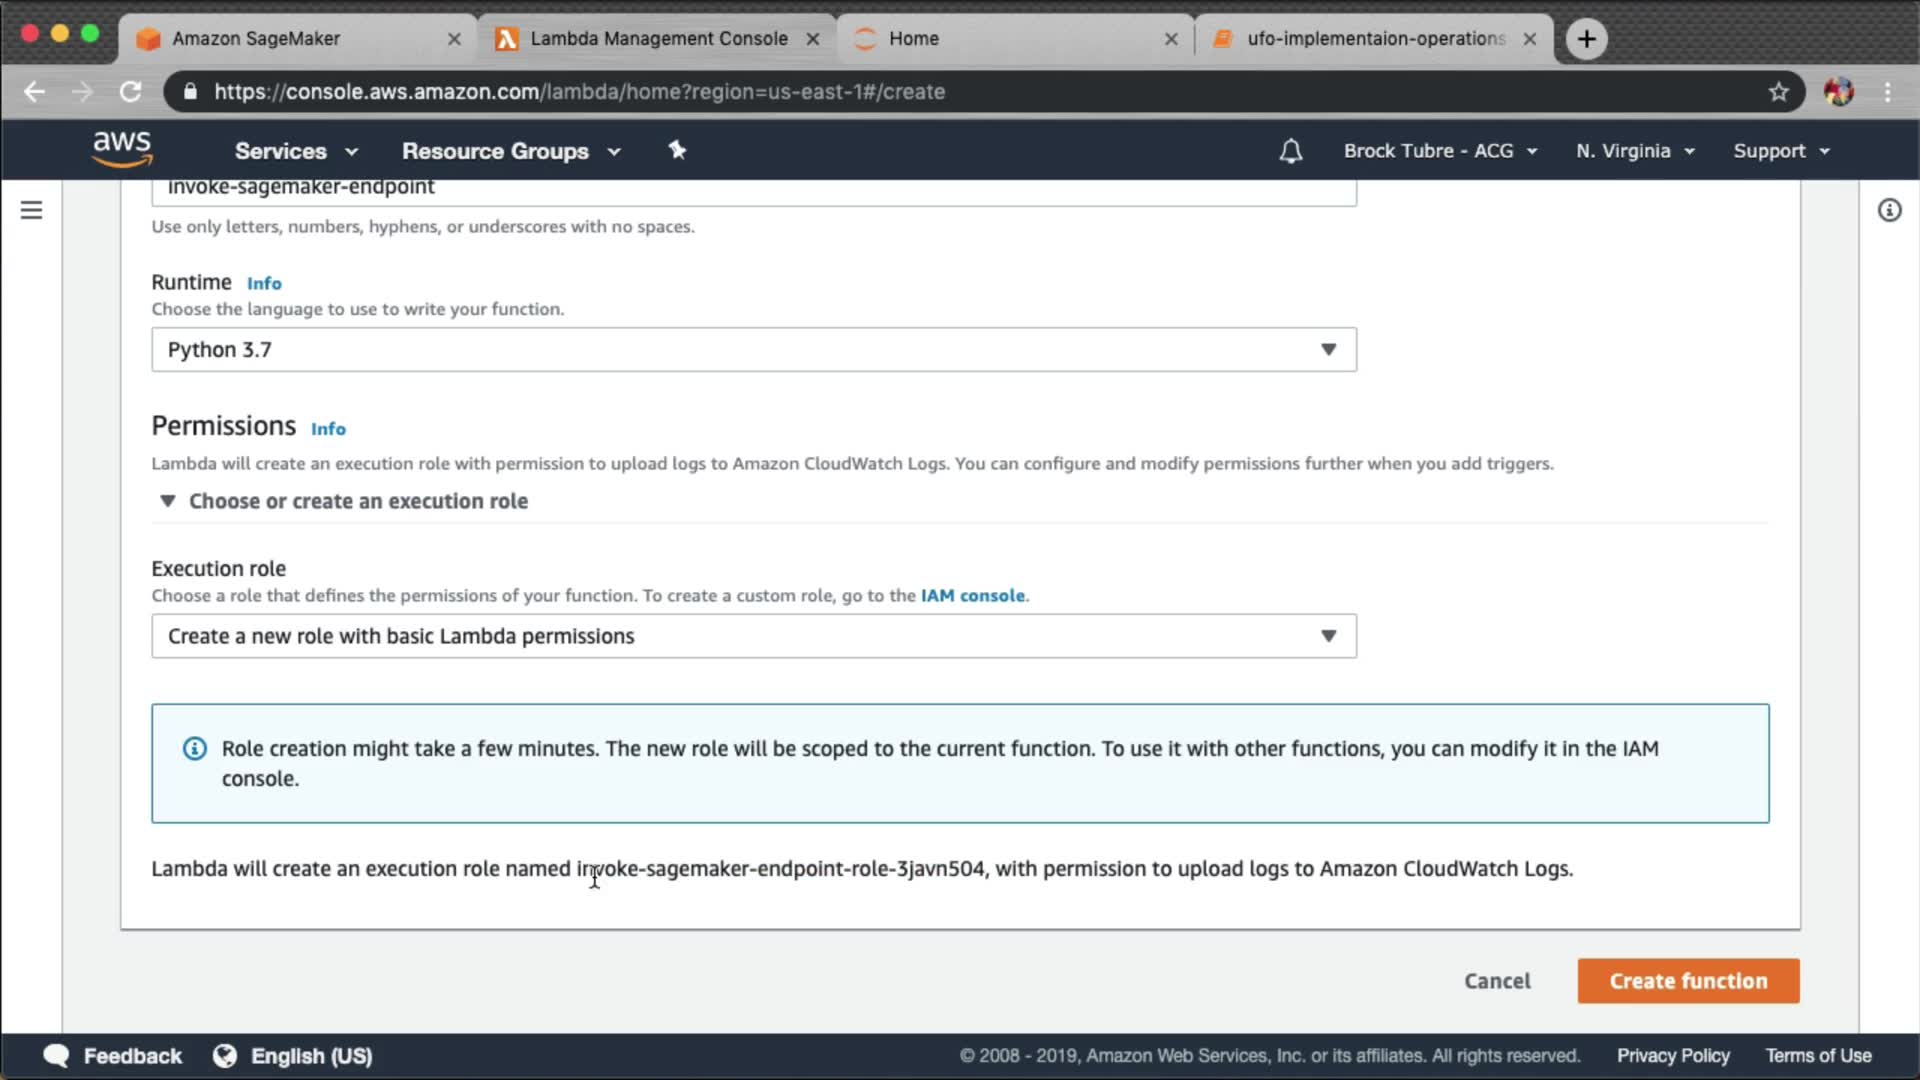 Amazon SageMaker
Lambda Management Console
Home
ufo-implementaion-operations
https://console.aws.amazon.com/lambda/home?region=us-east-1#/create
aws
Services
Resource Groups
Brock Tubre - ACG
N. Virginia
Support
invoke-sagemaker-endpoint
Use only letters, numbers, hyphens, or underscores with no spaces.
Runtime Info
Choose the language to use to write your function.
Python 3.7
Permissions Info
Lambda will create an execution role with permission to upload logs to Amazon CloudWatch Logs. You can configure and modify permissions further when you add triggers.
Choose or create an execution role
Execution role
Choose a role that defines the permissions of your function. To create a custom role, go to the IAM console.
Create a new role with basic Lambda permissions
Role creation might take a few minutes. The new role will be scoped to the current function. To use it with other functions, you can modify it in the IAM
console.
Lambda will create an execution role named invoke-sagemaker-endpoint-role-3javn504, with permission to upload logs to Amazon CloudWatch Logs.
Cancel
Create function
Feedback
English (US)
© 2008 - 2019, Amazon Web Services, Inc. or its affiliates. All rights reserved.
Privacy Policy
Terms of Use